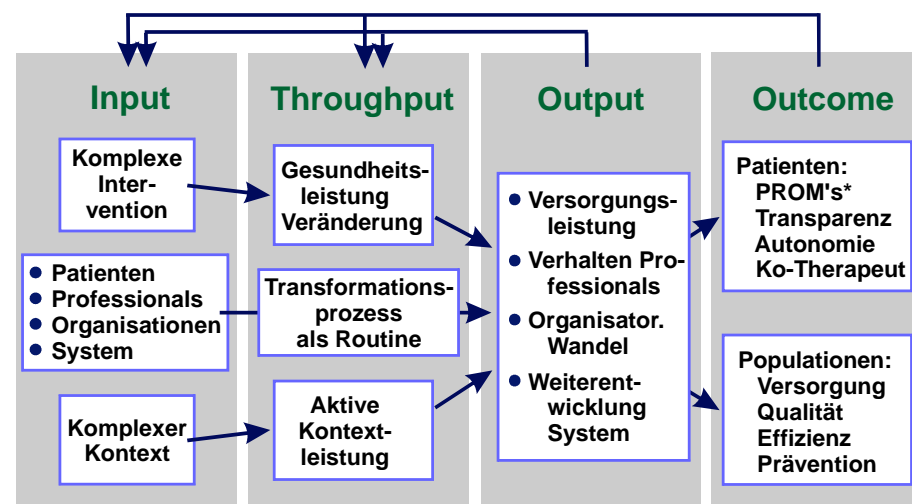 Input
Throughput
Output
Outcome
Komplexe
Inter-
vention
Patienten
Professionals
Organisationen
System
Komplexer
Kontext
Gesundheits-
leistung
Veränderung
Transformations-
prozess
als Routine
Aktive
Kontext-
leistung
Versorgungs-
leistung
Verhalten Pro-
fessionals
Organisator.
Wandel
Weiterent-
wicklung
System
Patienten:
PROM's*
Transparenz
Autonomie
Ko-Therapeut
Populationen:
Versorgung
Qualität
Effizienz
Prävention